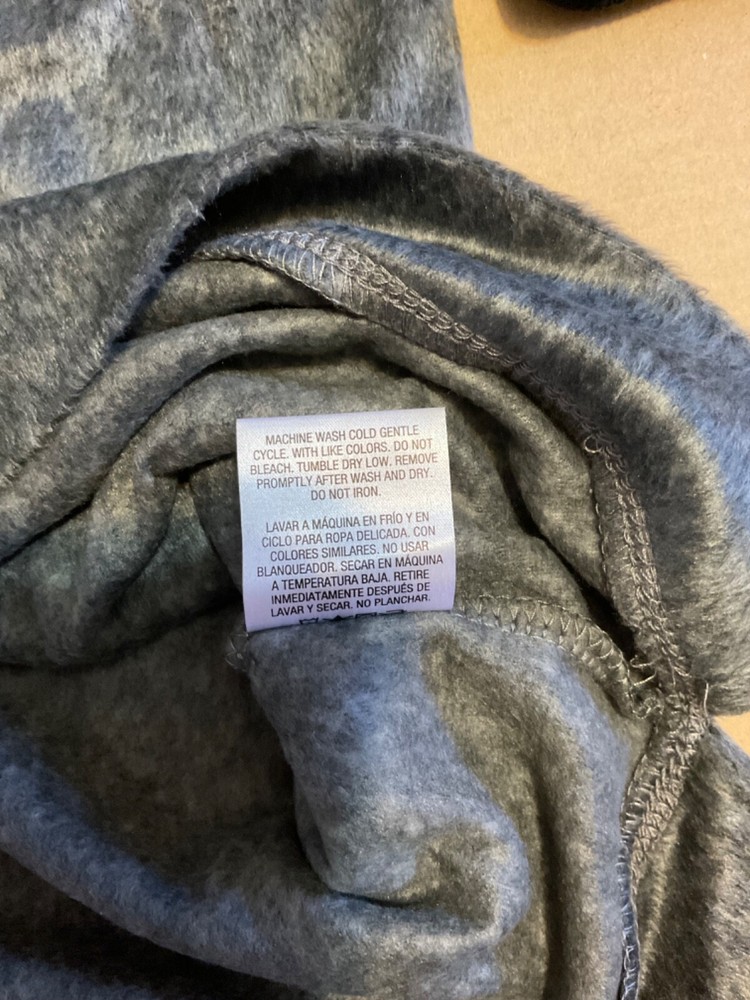 MACHINE WASH COLD GENTLE
CYCLE. WITH LIKE COLORS. DO NOT
BLEACH. TUMBLE DRY LOW. REMOVE
PROMPTLY AFTER WASH AND DRY.
DO NOT IRON.
LAVAR A MÁQUINA EN FRÍO Y EN
CICLO PARA ROPA DELICADA. CON
COLORES SIMILARES. NO USAR
BLANQUEADOR. SECAR EN MÁQUINA
A TEMPERATURA BAJA. RETIRE
INMEDIATAMENTE DESPUÉS DE
LAVAR Y SECAR. NO PLANCHAR.